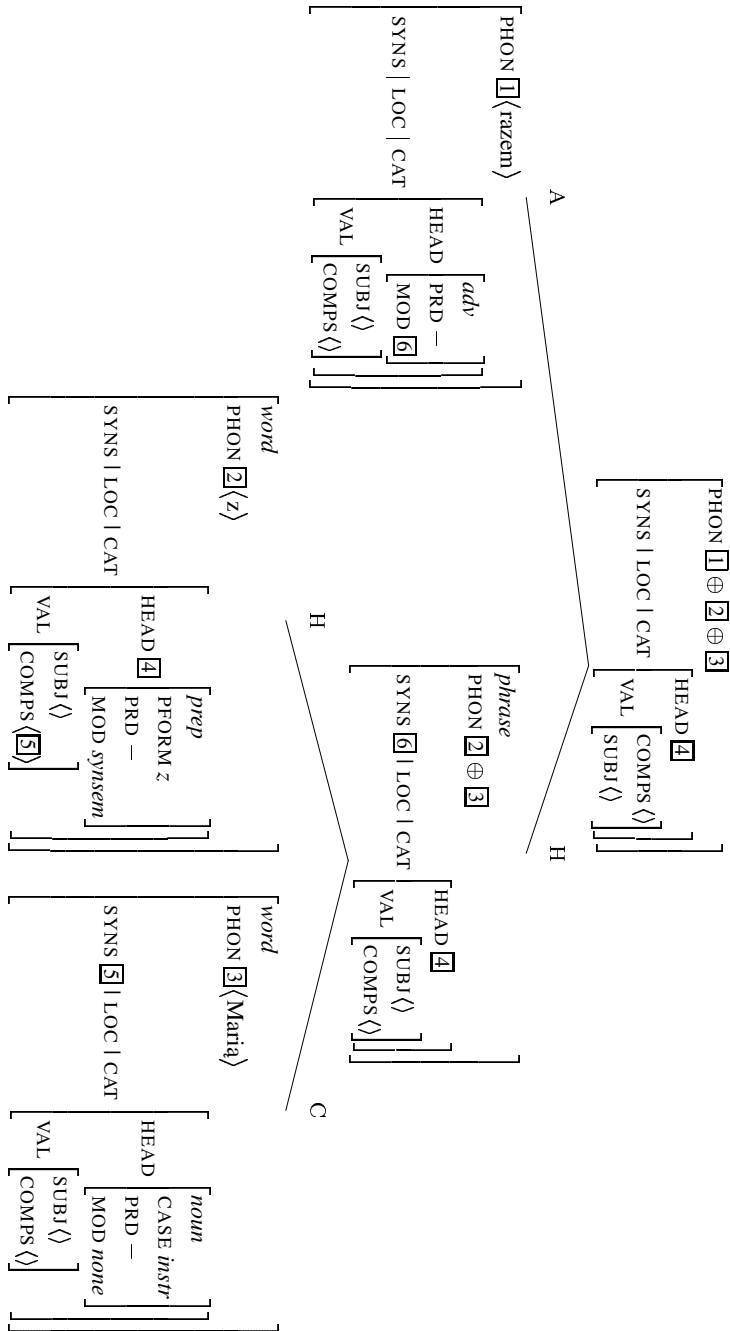 PHON 1 ⊕ 2 ⊕ 3
HEAD 4
SYNS | LOC | CAT
COMPS ⟨⟩
VAL
SUBJ ⟨⟩
A
H
PHON 1 ⟨razem⟩
adv
HEAD
PRD −
MOD 6
SYNS | LOC | CAT
SUBJ ⟨⟩
VAL
COMPS ⟨⟩
phrase
PHON 2 ⊕ 3
HEAD 4
SYNS 6 | LOC | CAT
SUBJ ⟨⟩
VAL
COMPS ⟨⟩
H
C
word
PHON 2 ⟨z⟩
prep
PFORM z
HEAD 4
PRD −
MOD synsem
SYNS | LOC | CAT
SUBJ ⟨⟩
VAL
COMPS ⟨5⟩
word
PHON 3 ⟨Marią⟩
noun
CASE instr
HEAD
PRD −
MOD none
SYNS 5 | LOC | CAT
SUBJ ⟨⟩
VAL
COMPS ⟨⟩